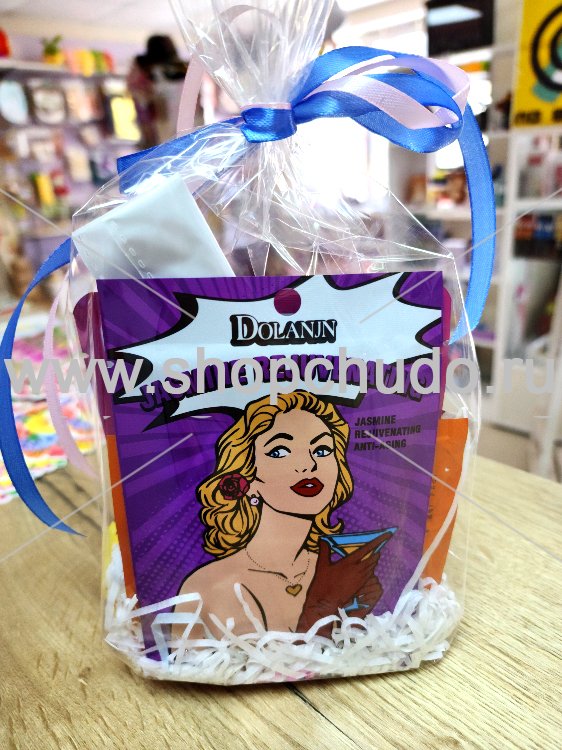 DOLANJN
www.shopchudo.ru
JASMINE
REJUVENATING
ANTI-AGING